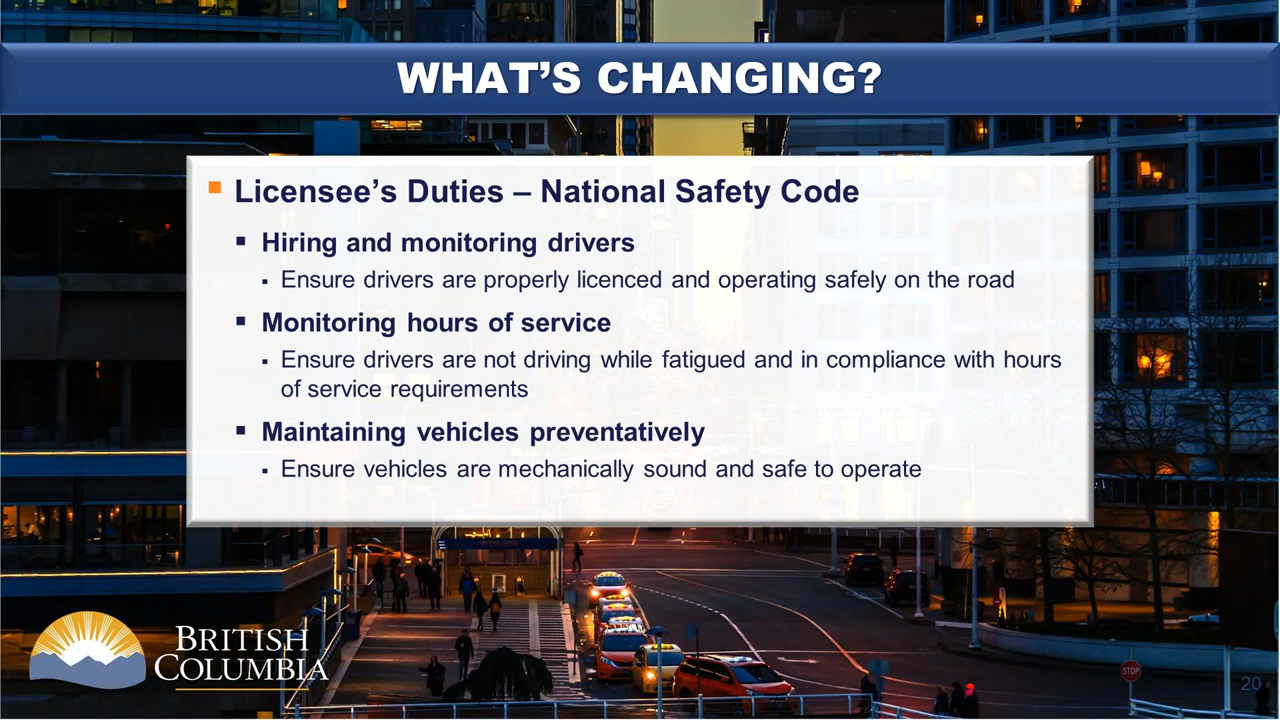 WHAT’S CHANGING?
▪ Licensee’s Duties – National Safety Code
▪ Hiring and monitoring drivers
▪ Ensure drivers are properly licenced and operating safely on the road
▪ Monitoring hours of service
▪ Ensure drivers are not driving while fatigued and in compliance with hours
of service requirements
▪ Maintaining vehicles preventatively
▪ Ensure vehicles are mechanically sound and safe to operate
BRITISH
COLUMBIA
STOP
20